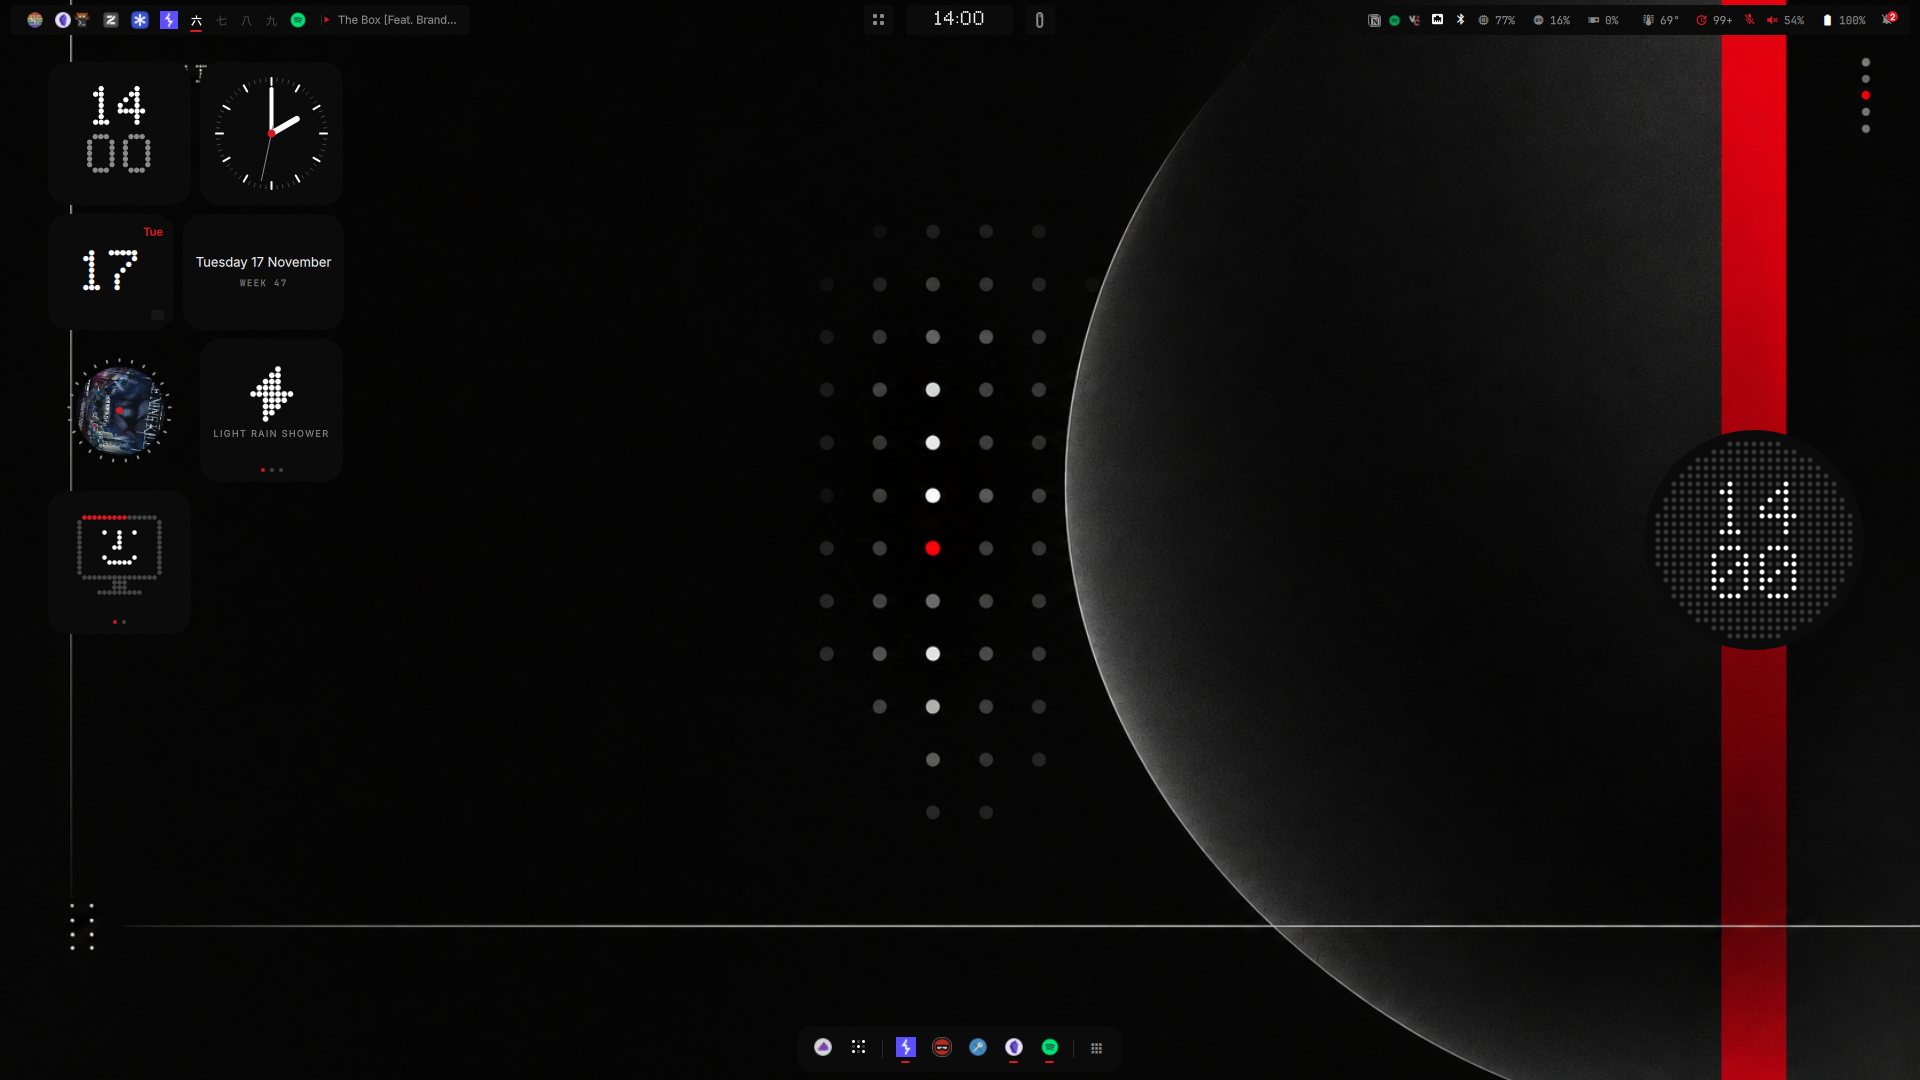 六 七 八 九 The Box [Feat. Brand...
14:00
77% 16% 0% 69° 99+ 54% 100% 2
14
00
Tue
17
Tuesday 17 November
WEEK 47
LIGHT RAIN SHOWER
14
00